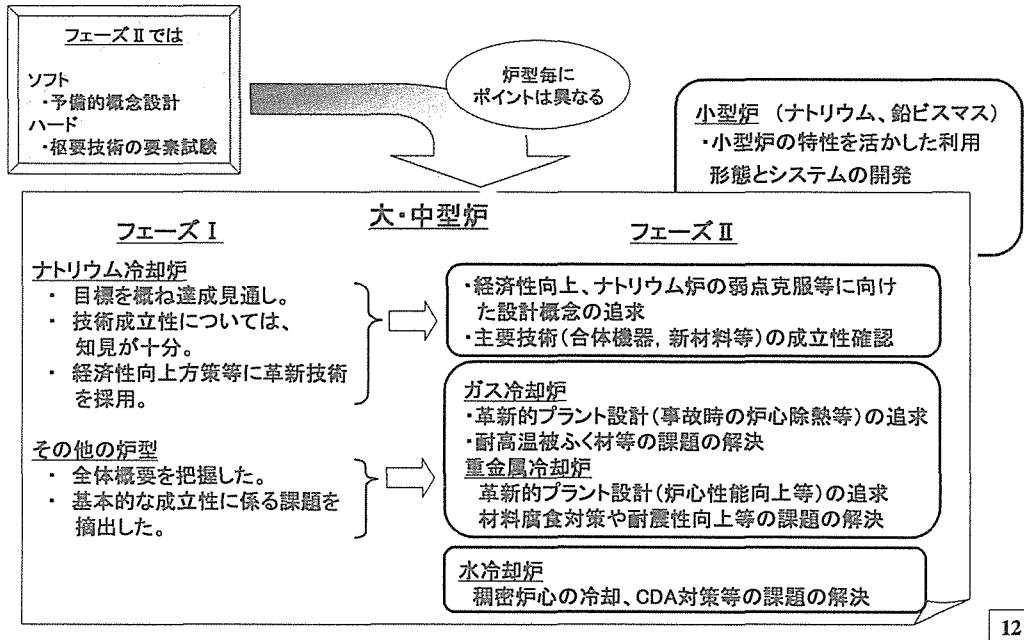 フェーズⅡでは
ソフト
・予備的概念設計
ハード
・枢要技術の要素試験
炉型毎に
ポイントは異なる
小型炉 (ナトリウム、鉛ビスマス)
・小型炉の特性を活かした利用
形態とシステムの開発
大・中型炉
フェーズⅠ
ナトリウム冷却炉
・ 目標を概ね達成見通し。
・ 技術成立性については、
知見が十分。
・ 経済性向上方策等に革新技術
を採用。
その他の炉型
・ 全体概要を把握した。
・ 基本的な成立性に係る課題を
摘出した。
フェーズⅡ
・経済性向上、ナトリウム炉の弱点克服等に向け
た設計概念の追求
・主要技術(合体機器, 新材料等)の成立性確認
ガス冷却炉
・革新的プラント設計(事故時の炉心除熱等)の追求
・耐高温被ふく材等の課題の解決
重金属冷却炉
革新的プラント設計(炉心性能向上等)の追求
材料腐食対策や耐震性向上等の課題の解決
水冷却炉
稠密炉心の冷却、CDA対策等の課題の解決
12